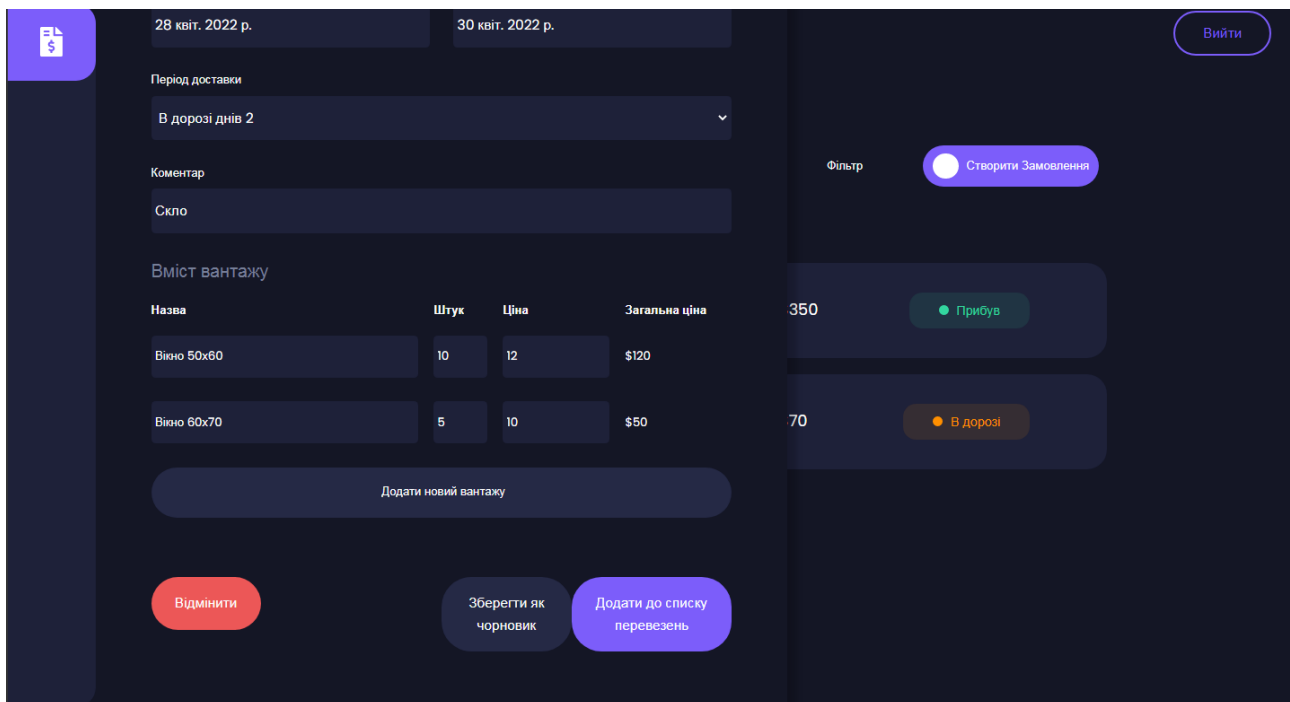 28 квіт. 2022 р.
30 квіт. 2022 р.
Вийти
Період доставки
В дорозі днів 2
Коментар
Скло
Фільтр
Створити Замовлення
Вміст вантажу
Назва Штук Ціна Загальна ціна
Вікно 50x60 10 12 $120
Вікно 60x70 5 10 $50
Додати новий вантажу
350
Прибув
70
В дорозі
Відмінити
Зберегти як
чорновик
Додати до списку
перевезень